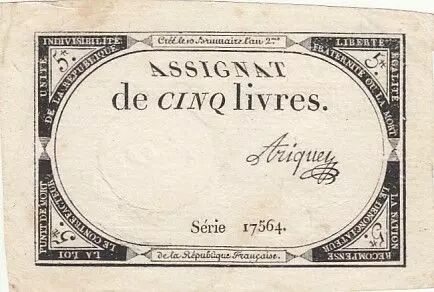 Créé le 10 Brumaire l'an 2.me
UNITÉ INDIVISIBILITÉ
DE LA RÉPUBLIQUE
5.
LIBERTÉ ÉGALITÉ
FRATERNITÉ OU LA MORT
5.
ASSIGNAT
de CINQ livres.
Ariquey
Série 17564.
LA LOI PUNIT DE MORT
LE CONTREFACTEUR
5.
LA NATION RÉCOMPENSE
LE DÉNONCIATEUR
5.
de la République Française.